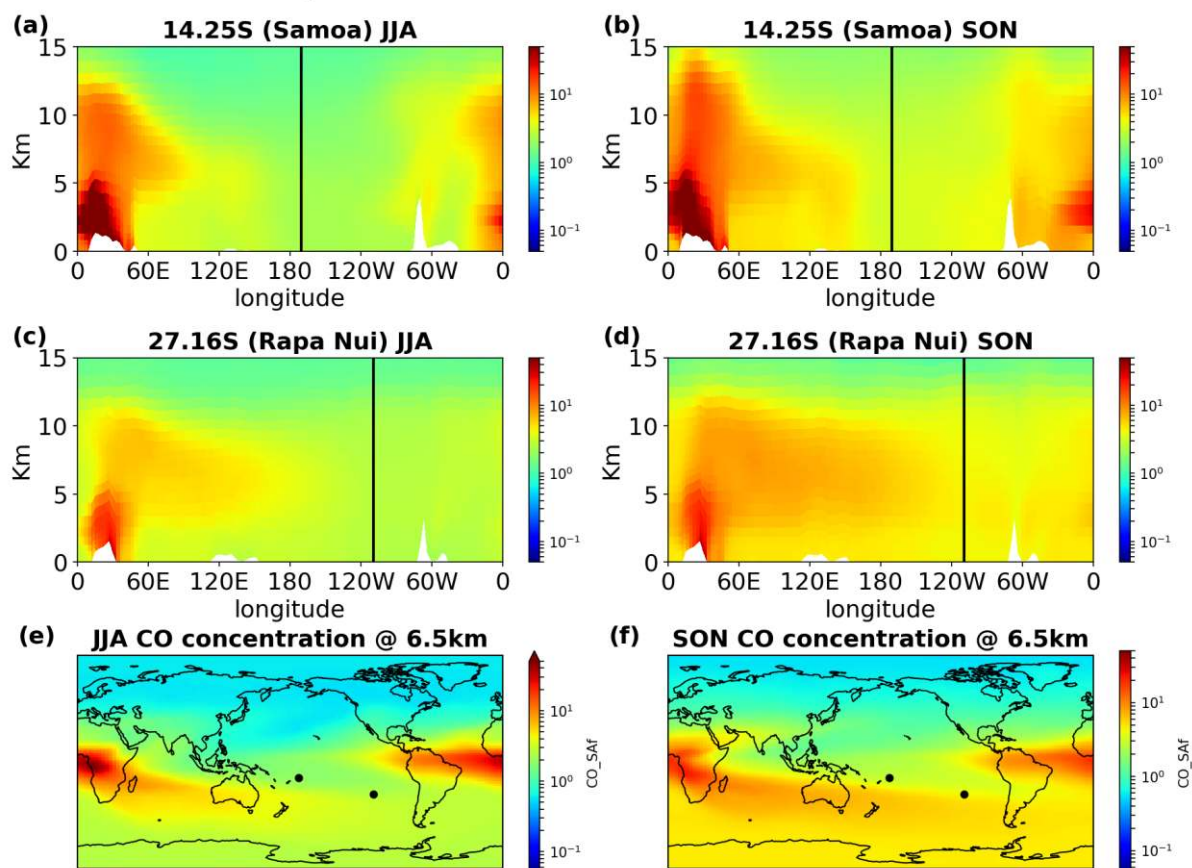 (a) 14.25S (Samoa) JJA
(b) 14.25S (Samoa) SON
15
10
5
0
Km
0 60E 120E 180 120W 60W 0
longitude
10¹
10⁰
10⁻¹
15
10
5
0
Km
0 60E 120E 180 120W 60W 0
longitude
10¹
10⁰
10⁻¹
(c) 27.16S (Rapa Nui) JJA
(d) 27.16S (Rapa Nui) SON
15
10
5
0
Km
0 60E 120E 180 120W 60W 0
longitude
10¹
10⁰
10⁻¹
15
10
5
0
Km
0 60E 120E 180 120W 60W 0
longitude
10¹
10⁰
10⁻¹
(e) JJA CO concentration @ 6.5km
(f) SON CO concentration @ 6.5km
10¹
10⁰
10⁻¹
CO_SAf
10¹
10⁰
10⁻¹
CO_SAf